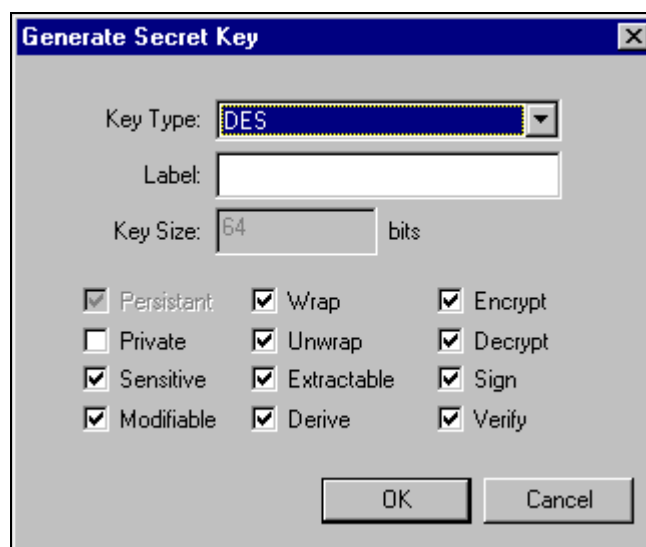 Generate Secret Key
Key Type: DES
Label:
Key Size: 64 bits
Persistant Wrap Encrypt
Private Unwrap Decrypt
Sensitive Extractable Sign
Modifiable Derive Verify
OK Cancel